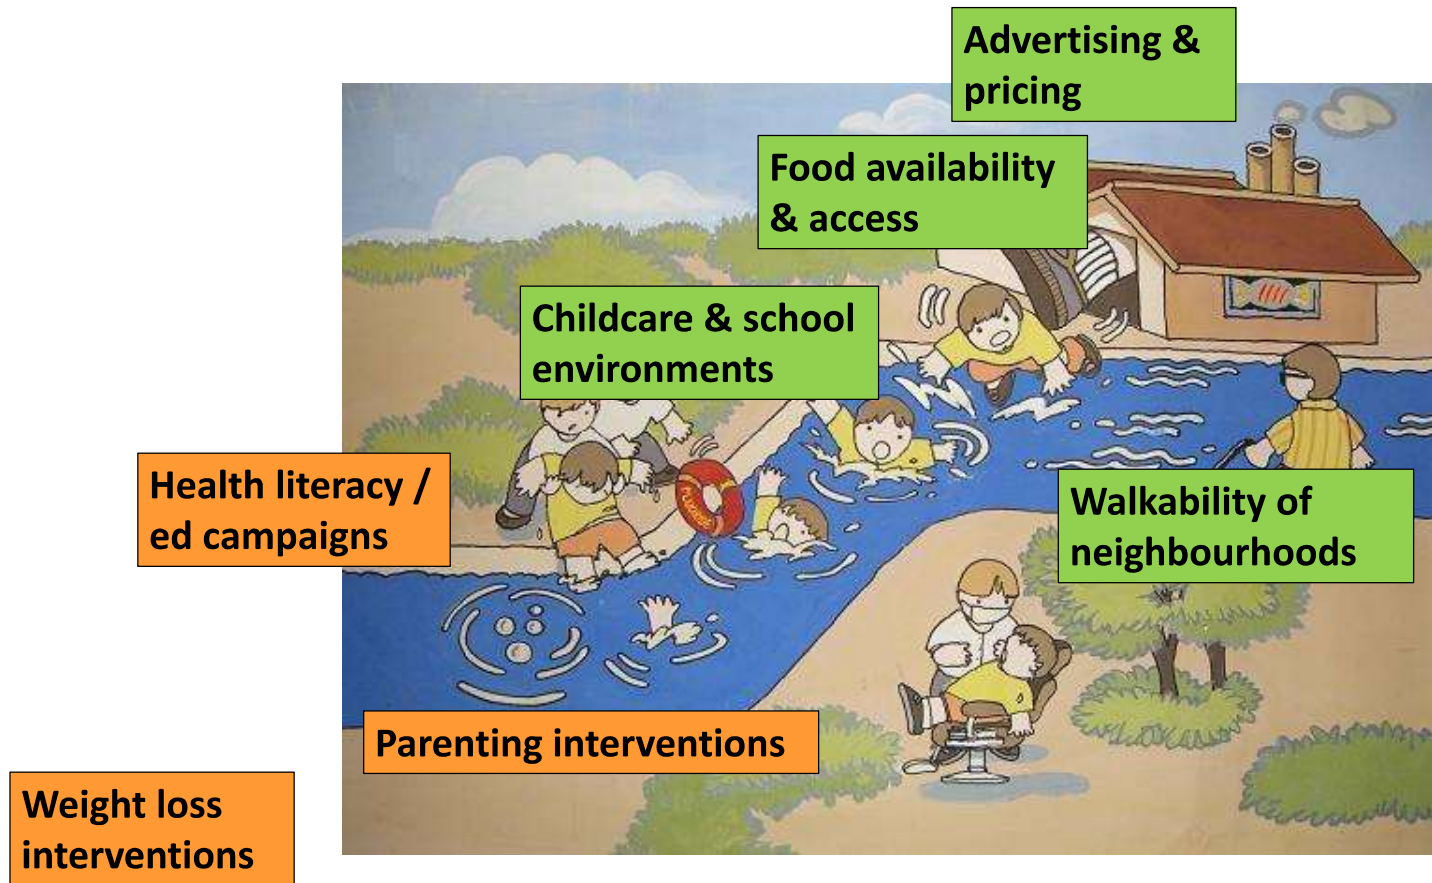 Advertising &
pricing
Food availability
& access
Childcare & school
environments
Health literacy /
ed campaigns
Walkability of
neighbourhoods
Parenting interventions
Weight loss
interventions